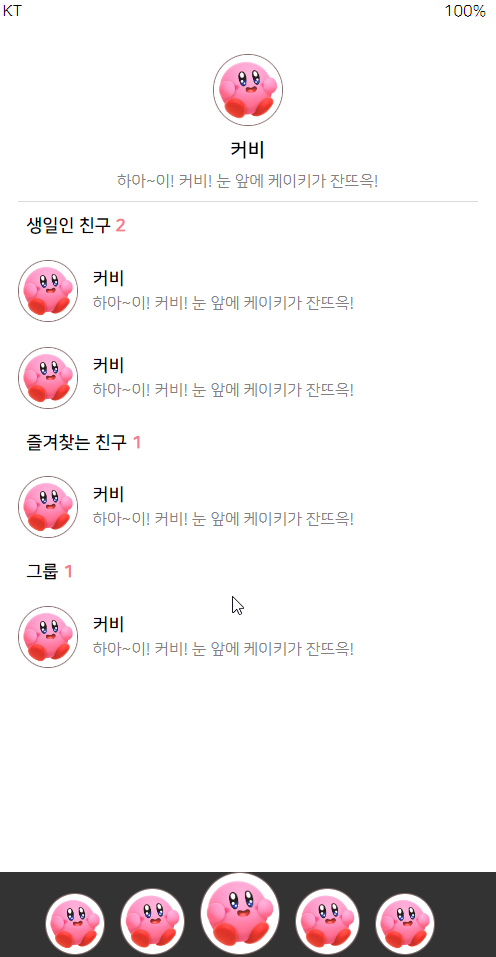 KT 100%
커비
하아~이! 커비! 눈 앞에 케이키가 잔뜨윽!
생일인 친구 2
커비
하아~이! 커비! 눈 앞에 케이키가 잔뜨윽!
커비
하아~이! 커비! 눈 앞에 케이키가 잔뜨윽!
즐겨찾는 친구 1
커비
하아~이! 커비! 눈 앞에 케이키가 잔뜨윽!
그룹 1
커비
하아~이! 커비! 눈 앞에 케이키가 잔뜨윽!